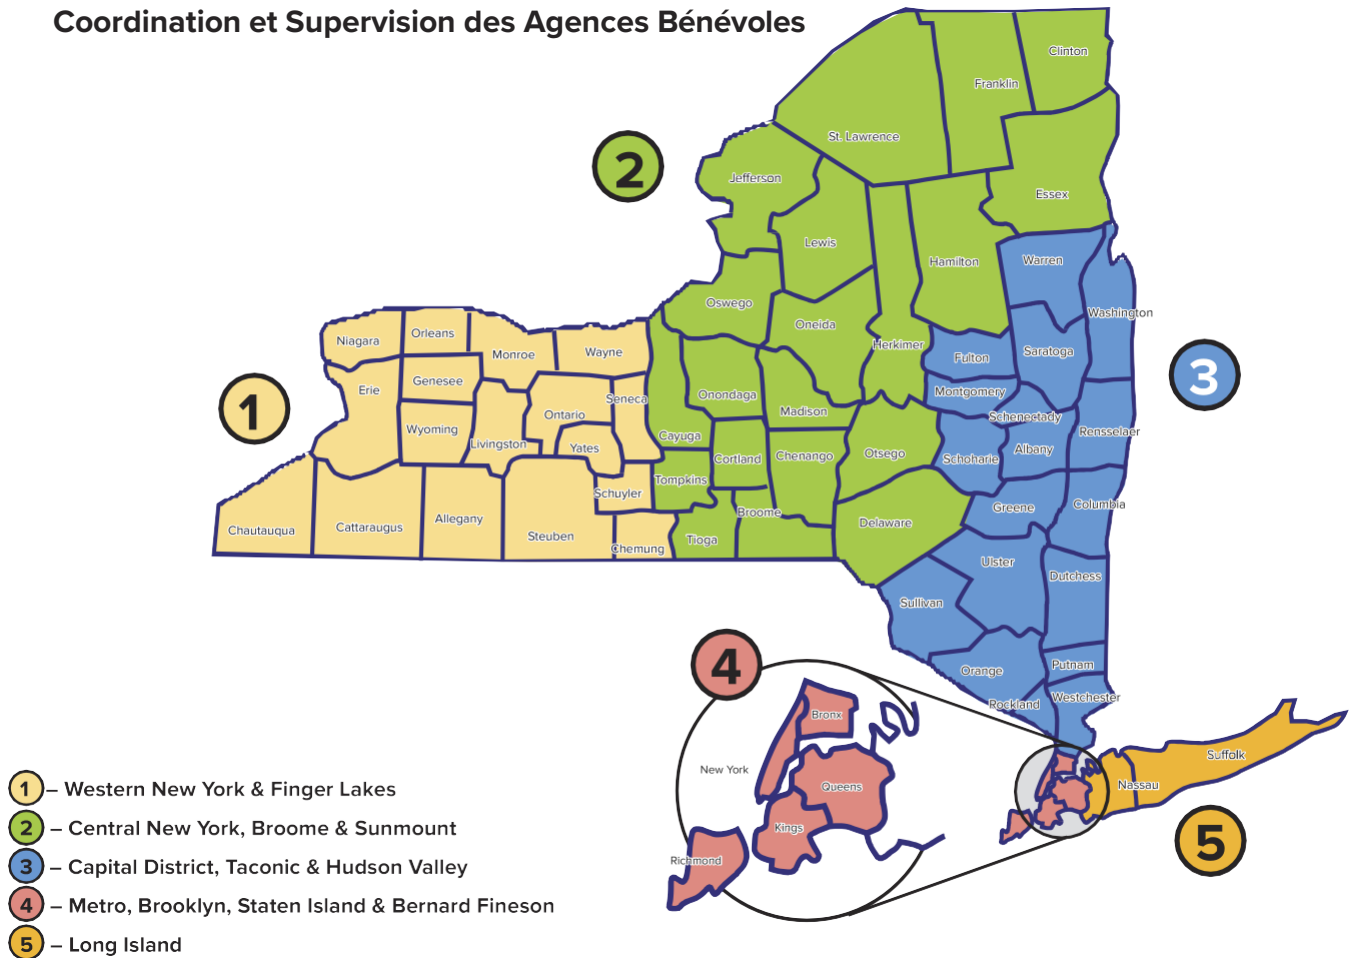 Coordination et Supervision des Agences Bénévoles
Clinton
Franklin
St. Lawrence
2
Jefferson
Essex
Lewis
Hamilton
Warren
Oswego
Washington
Oneida
Herkimer
Niagara
Orleans
Monroe
Wayne
Fulton
Saratoga
3
Erie
Genesee
Seneca
Onondaga
Montgomery
1
Ontario
Madison
Schenectady
Wyoming
Livingston
Yates
Cayuga
Cortland
Chenango
Otsego
Schoharie
Albany
Rensselaer
Schuyler
Tompkins
Greene
Columbia
Chautauqua
Cattaraugus
Allegany
Steuben
Chemung
Tioga
Broome
Delaware
Ulster
Dutchess
Sullivan
4
Orange
Putnam
Rockland
Westchester
Bronx
New York
Queens
Kings
Richmond
Suffolk
Nassau
5
1 – Western New York & Finger Lakes
2 – Central New York, Broome & Sunmount
3 – Capital District, Taconic & Hudson Valley
4 – Metro, Brooklyn, Staten Island & Bernard Fineson
5 – Long Island